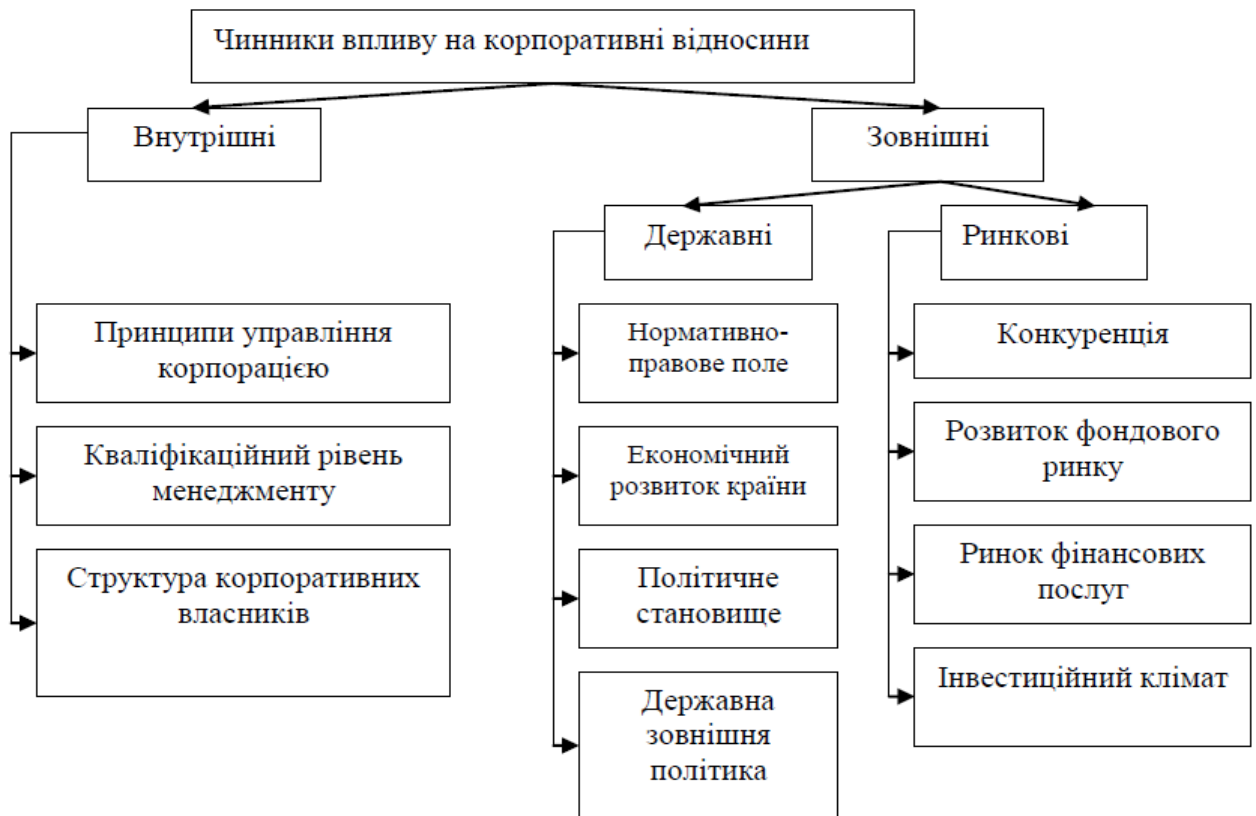 Чинники впливу на корпоративні відносини
Внутрішні
Зовнішні
Державні
Ринкові
Принципи управління
корпорацією
Кваліфікаційний рівень
менеджменту
Структура корпоративних
власників
Нормативно-
правове поле
Економічний
розвиток країни
Політичне
становище
Державна
зовнішня
політика
Конкуренція
Розвиток фондового
ринку
Ринок фінансових
послуг
Інвестиційний клімат